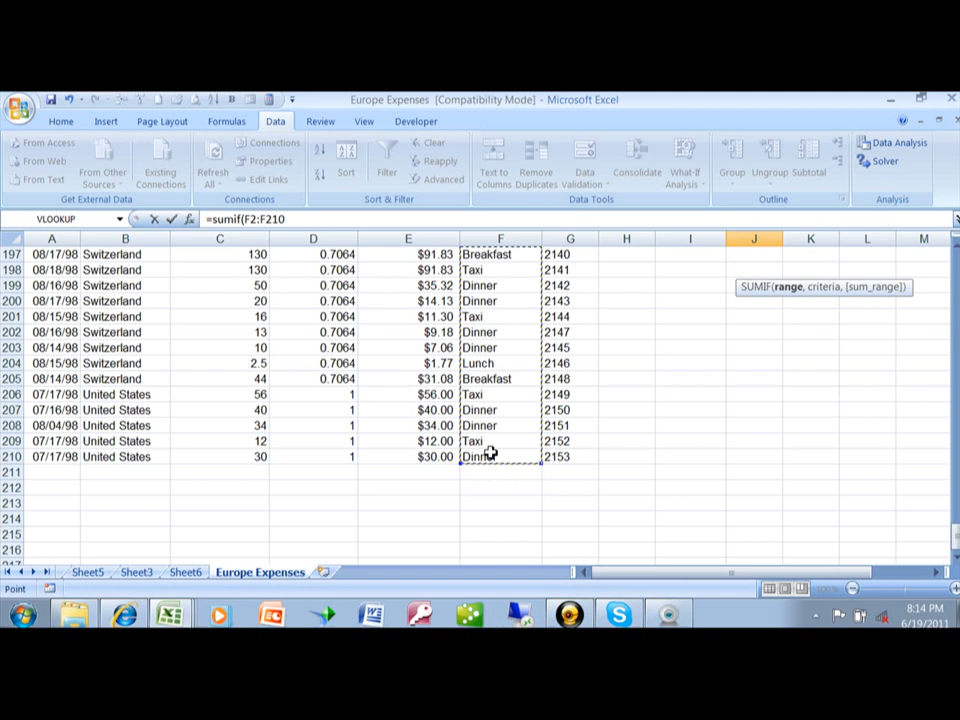 Europe Expenses [Compatibility Mode] - Microsoft Excel
Home Insert Page Layout Formulas Data Review View Developer
From Access
From Web
From Text
From Other Sources
Existing Connections
Get External Data
Refresh All
Connections
Properties
Edit Links
Connections
Sort
Filter
Clear
Reapply
Advanced
Sort & Filter
Text to Columns
Remove Duplicates
Data Validation
Consolidate
What-If Analysis
Data Tools
Group
Ungroup
Subtotal
Outline
Data Analysis
Solver
Analysis
VLOOKUP =sumif(F2:F210
A B C D E F G H I J K L M
197 08/17/98 Switzerland 130 0.7064 $91.83 Breakfast 2140
198 08/18/98 Switzerland 130 0.7064 $91.83 Taxi 2141
199 08/16/98 Switzerland 50 0.7064 $35.32 Dinner 2142
SUMIF(range, criteria, [sum_range])
200 08/17/98 Switzerland 20 0.7064 $14.13 Dinner 2143
201 08/15/98 Switzerland 16 0.7064 $11.30 Taxi 2144
202 08/16/98 Switzerland 13 0.7064 $9.18 Dinner 2147
203 08/14/98 Switzerland 10 0.7064 $7.06 Dinner 2145
204 08/15/98 Switzerland 2.5 0.7064 $1.77 Lunch 2146
205 08/14/98 Switzerland 44 0.7064 $31.08 Breakfast 2148
206 07/17/98 United States 56 1 $56.00 Taxi 2149
207 07/16/98 United States 40 1 $40.00 Dinner 2150
208 08/04/98 United States 34 1 $34.00 Dinner 2151
209 07/17/98 United States 12 1 $12.00 Taxi 2152
210 07/17/98 United States 30 1 $30.00 Dinner 2153
211
212
213
214
215
216
Sheet5 Sheet3 Sheet6 Europe Expenses
Point 100%
8:14 PM
6/19/2011